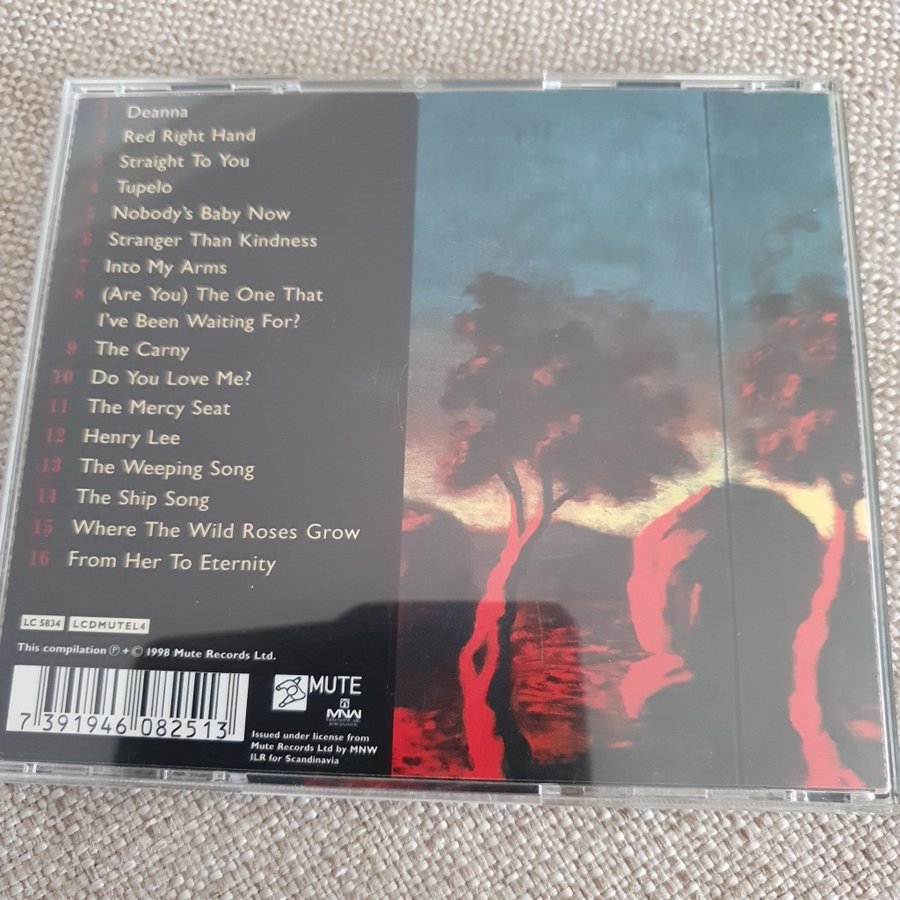 1 Deanna
2 Red Right Hand
3 Straight To You
4 Tupelo
5 Nobody's Baby Now
6 Stranger Than Kindness
7 Into My Arms
8 (Are You) The One That
I've Been Waiting For?
9 The Carny
10 Do You Love Me?
11 The Mercy Seat
12 Henry Lee
13 The Weeping Song
14 The Ship Song
15 Where The Wild Roses Grow
16 From Her To Eternity
LC 5834 LCDMUTEL4
This compilation ℗ + © 1998 Mute Records Ltd.
7 391946 082513
MUTE
MNW
Issued under license from
Mute Records Ltd by MNW
ILR for Scandinavia